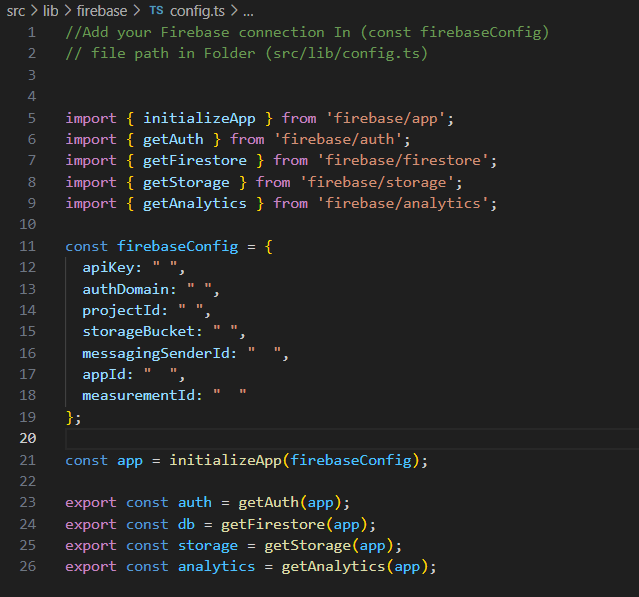 src > lib > firebase > TS config.ts > ...
1 //Add your Firebase connection In (const firebaseConfig)
2 // file path in Folder (src/lib/config.ts)
3
4
5 import { initializeApp } from 'firebase/app';
6 import { getAuth } from 'firebase/auth';
7 import { getFirestore } from 'firebase/firestore';
8 import { getStorage } from 'firebase/storage';
9 import { getAnalytics } from 'firebase/analytics';
10
11 const firebaseConfig = {
12   apiKey: " ",
13   authDomain: " ",
14   projectId: " ",
15   storageBucket: " ",
16   messagingSenderId: "  ",
17   appId: "  ",
18   measurementId: "  "
19 };
20
21 const app = initializeApp(firebaseConfig);
22
23 export const auth = getAuth(app);
24 export const db = getFirestore(app);
25 export const storage = getStorage(app);
26 export const analytics = getAnalytics(app);